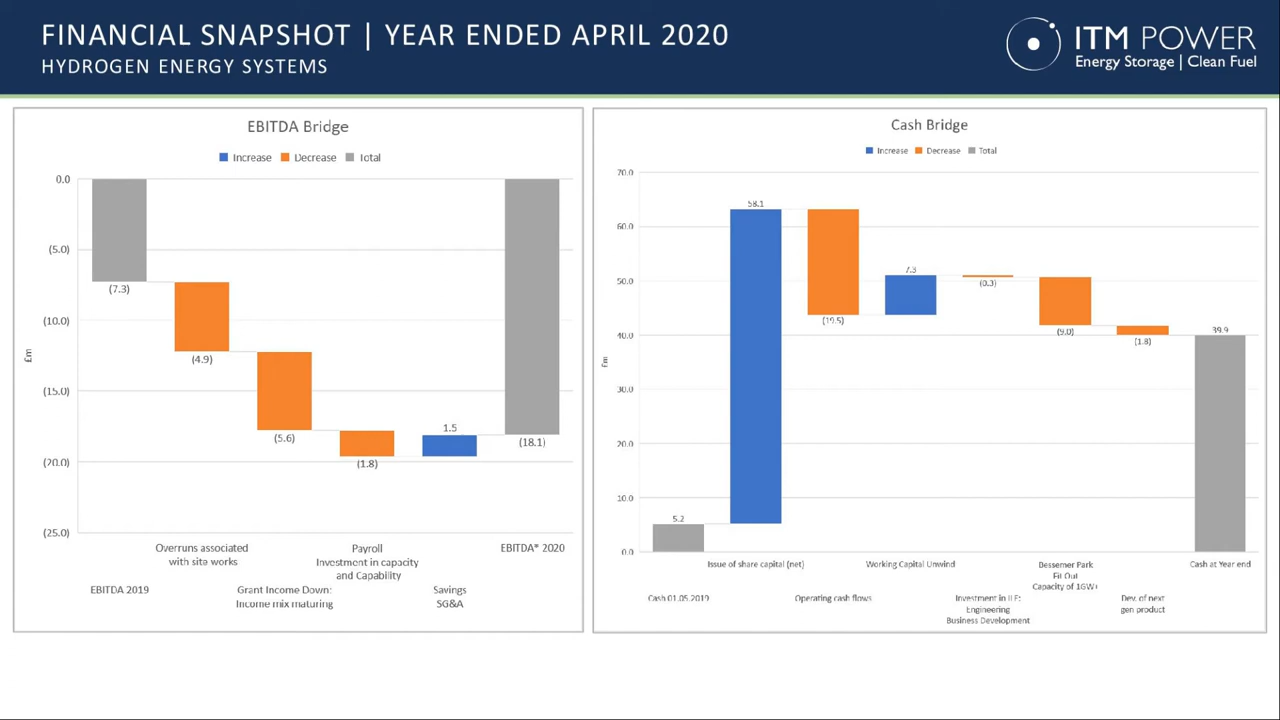 FINANCIAL SNAPSHOT | YEAR ENDED APRIL 2020
HYDROGEN ENERGY SYSTEMS
ITM POWER
Energy Storage | Clean Fuel
EBITDA Bridge
Increase Decrease Total
0.0
(5.0)
(10.0)
(15.0)
(20.0)
(25.0)
£m
(7.3)
(4.9)
(5.6)
(1.8)
1.5
(18.1)
Overruns associated
with site works
Payroll
Investment in capacity
and Capability
EBITDA* 2020
EBITDA 2019
Grant Income Down:
Income mix maturing
Savings
SG&A
Cash Bridge
Increase Decrease Total
70.0
60.0
50.0
40.0
30.0
20.0
10.0
0.0
£m
5.2
58.1
(19.5)
7.3
(0.3)
(9.0)
(1.8)
39.9
Issue of share capital (net)
Working Capital Unwind
Bessemer Park
Fit Out
Capacity of 1GW+
Cash at Year end
Cash 01.05.2019
Operating cash flows
Investment in ILE:
Engineering
Business Development
Dev. of next
gen product